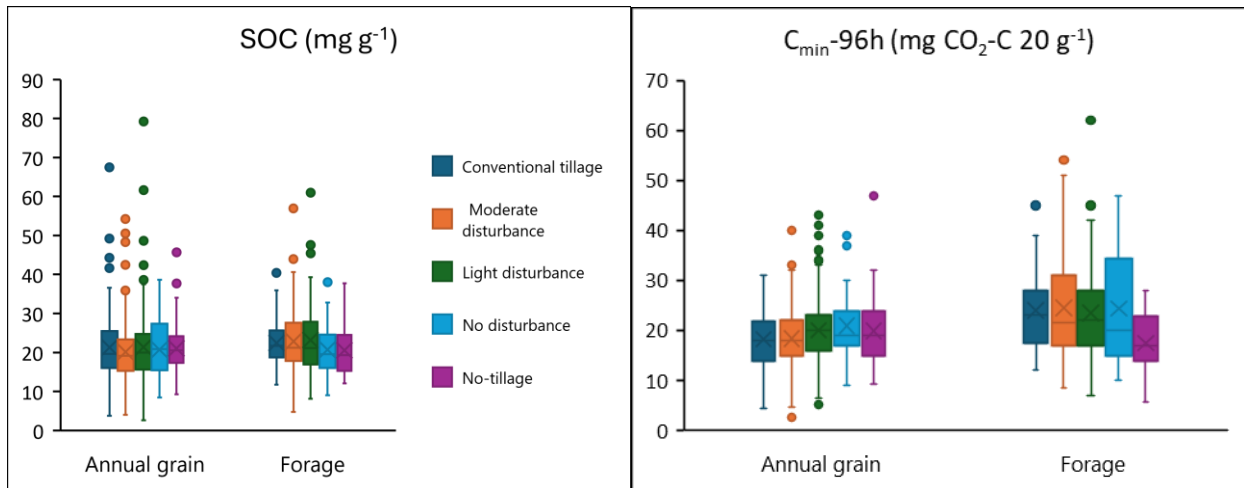 SOC (mg g⁻¹)
90
80
70
60
50
40
30
20
10
0
Annual grain
Forage
Conventional tillage
Moderate
disturbance
Light disturbance
No disturbance
No-tillage
Cmin-96h (mg CO₂-C 20 g⁻¹)
70
60
50
40
30
20
10
0
Annual grain
Forage